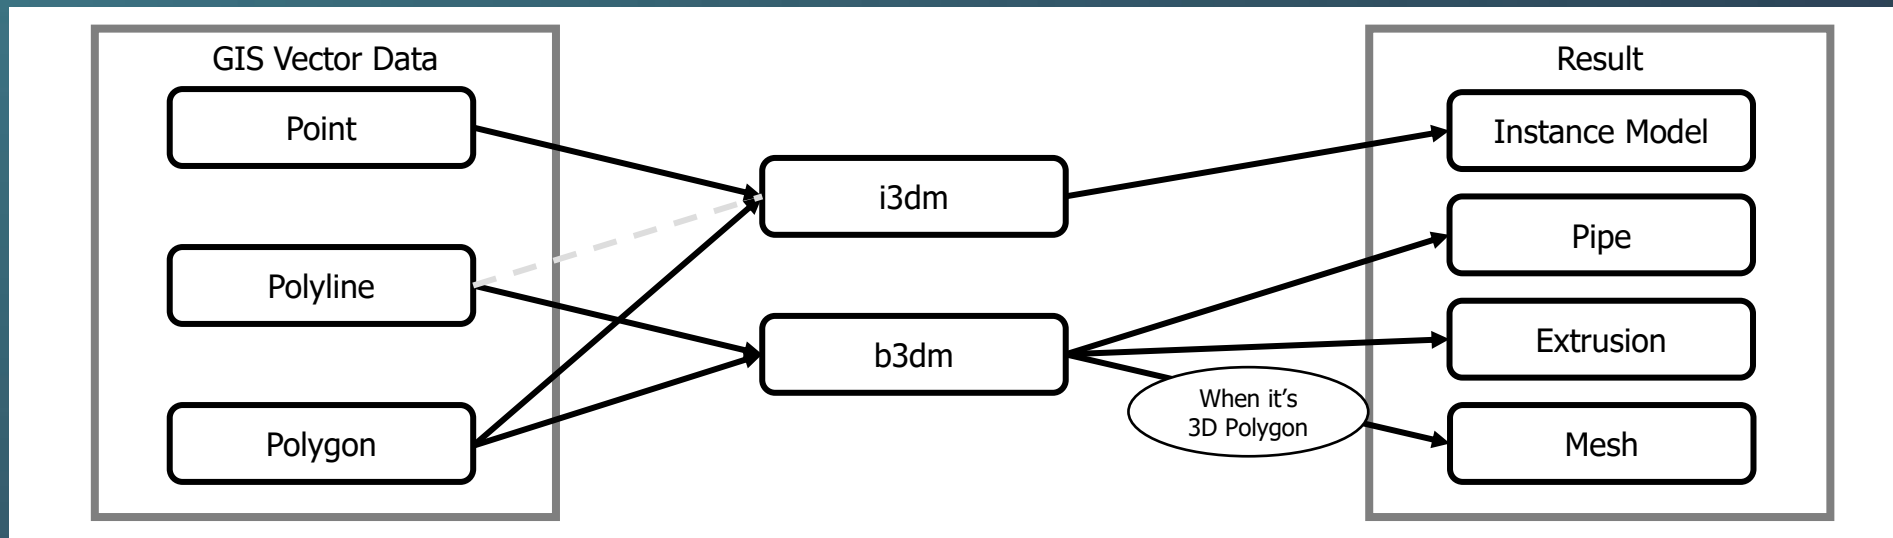 GIS Vector Data
Point
Polyline
Polygon
i3dm
b3dm
When it’s
3D Polygon
Result
Instance Model
Pipe
Extrusion
Mesh